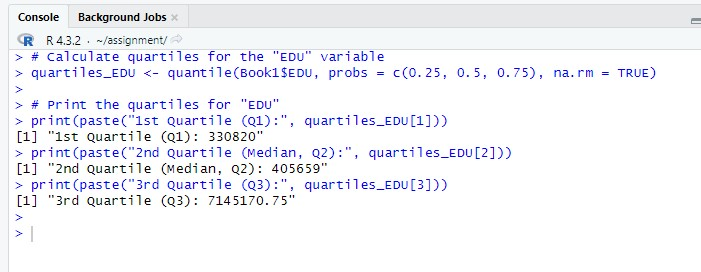 Console Background Jobs ×
R 4.3.2 · ~/assignment/
> # Calculate quartiles for the "EDU" variable
> quartiles_EDU <- quantile(Book1$EDU, probs = c(0.25, 0.5, 0.75), na.rm = TRUE)
>
> # Print the quartiles for "EDU"
> print(paste("1st Quartile (Q1):", quartiles_EDU[1]))
[1] "1st Quartile (Q1): 330820"
> print(paste("2nd Quartile (Median, Q2):", quartiles_EDU[2]))
[1] "2nd Quartile (Median, Q2): 405659"
> print(paste("3rd Quartile (Q3):", quartiles_EDU[3]))
[1] "3rd Quartile (Q3): 7145170.75"
>
>